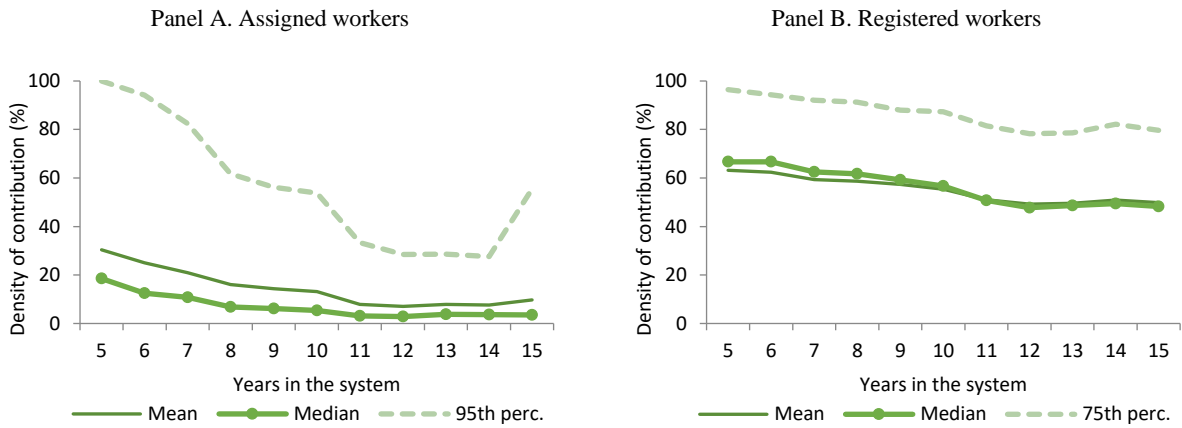 Panel A. Assigned workers
Density of contribution (%)
100
80
60
40
20
0
5 6 7 8 9 10 11 12 13 14 15
Years in the system
Mean Median 95th perc.
Panel B. Registered workers
Density of contribution (%)
100
80
60
40
20
0
5 6 7 8 9 10 11 12 13 14 15
Years in the system
Mean Median 75th perc.